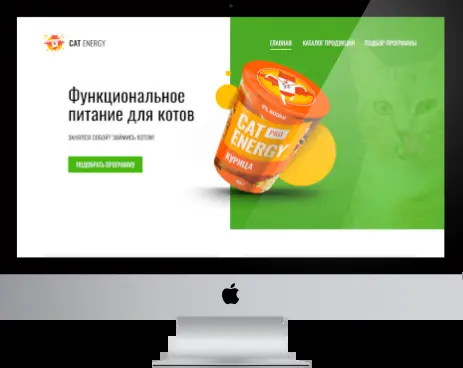 CAT ENERGY
ГЛАВНАЯ
КАТАЛОГ ПРОДУКЦИИ
ПОДБОР ПРОГРАММЫ
Функциональное
питание для котов
ЗАНЯЛСЯ СОБОЙ? ЗАЙМИСЬ КОТОМ!
ПОДОБРАТЬ ПРОГРАММУ
CAT PRO
ENERGY
КУРИЦА